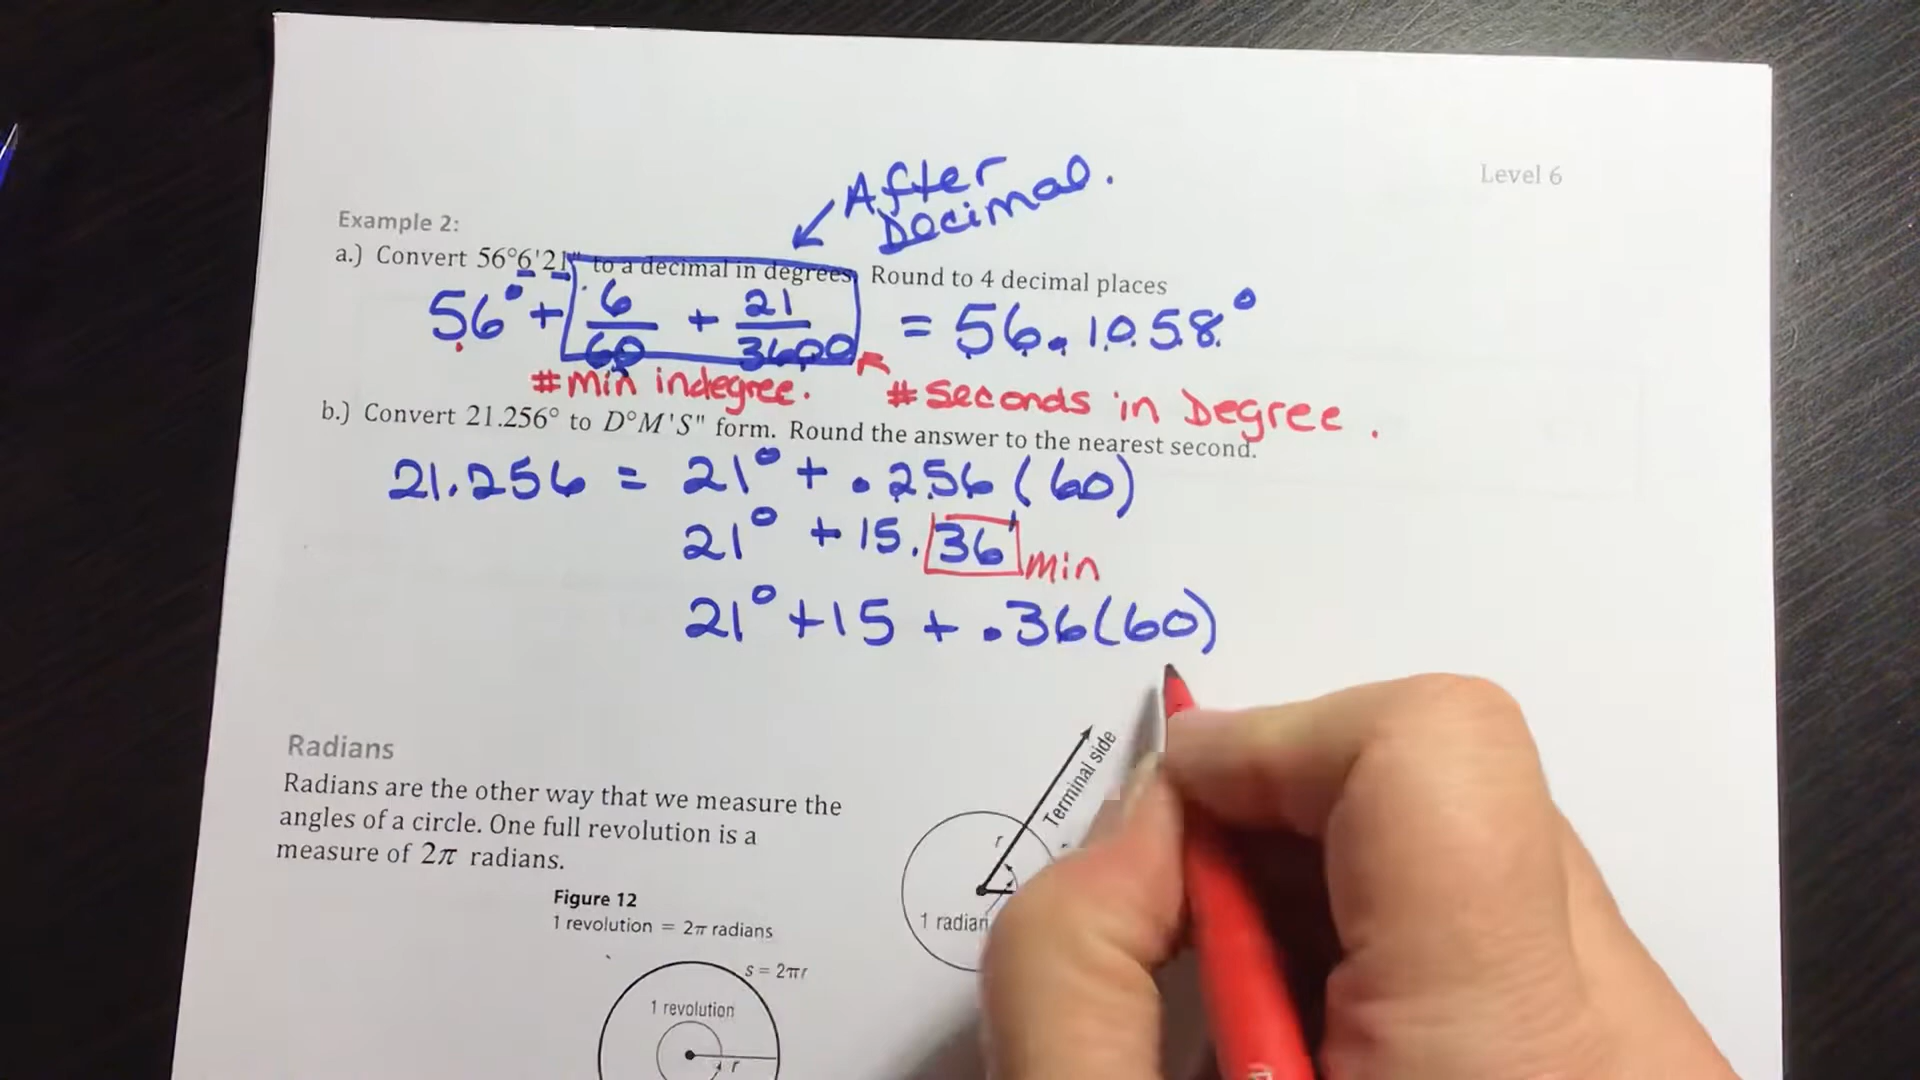 Level 6
After
Decimal.
Example 2:
a.) Convert 56°6'21" to a decimal in degrees. Round to 4 decimal places
56° + 6/60 + 21/3600 = 56.1058°
#min indegree. #seconds in Degree.
b.) Convert 21.256° to D°M'S" form. Round the answer to the nearest second.
21.256 = 21° + .256(60)
21° + 15.36' min
21° + 15 + .36(60)
Radians
Radians are the other way that we measure the
angles of a circle. One full revolution is a
measure of 2π radians.
Terminal side
r
1 radian
Figure 12
1 revolution = 2π radians
s = 2πr
1 revolution
r